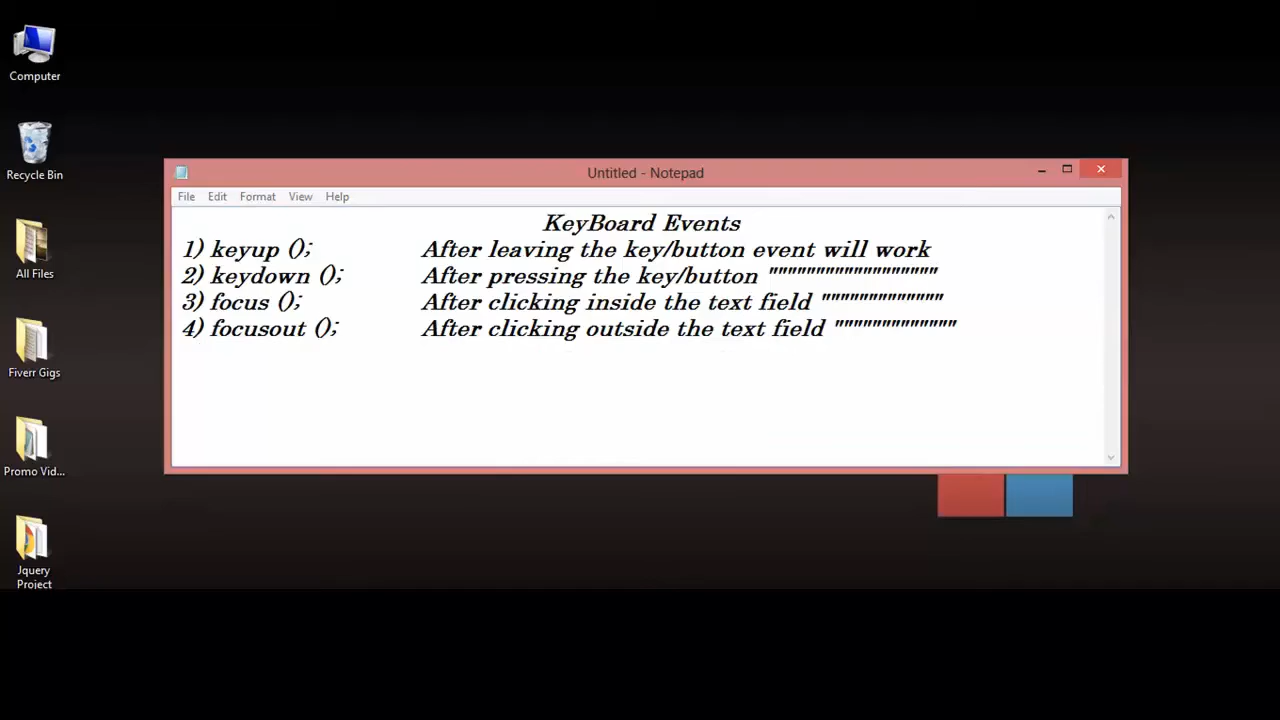 Computer
Recycle Bin
All Files
Fiverr Gigs
Promo Vid...
Jquery
Project
Untitled - Notepad
File Edit Format View Help
KeyBoard Events
1) keyup (); After leaving the key/button event will work
2) keydown (); After pressing the key/button """""""""""""""""
3) focus (); After clicking inside the text field """""""""""""
4) focusout (); After clicking outside the text field """""""""""""